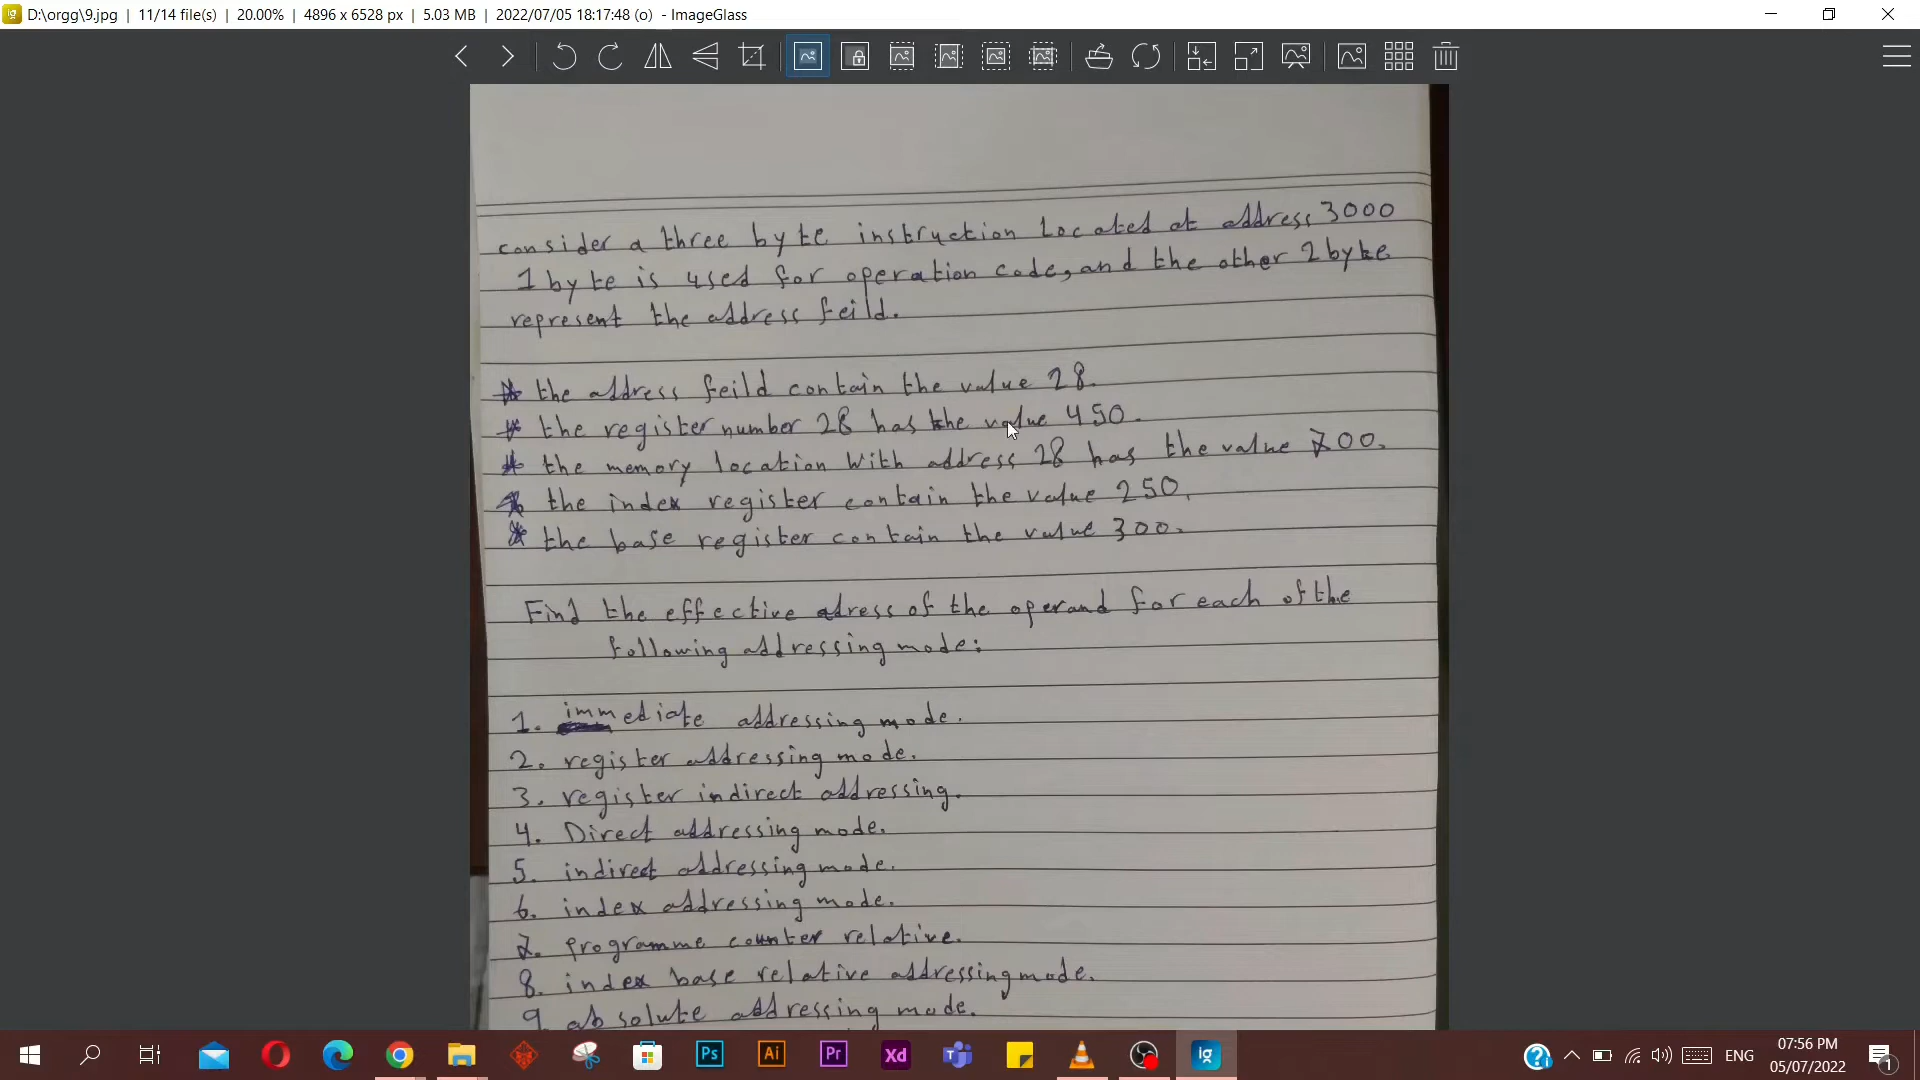 D:\orgg\9.jpg | 11/14 file(s) | 20.00% | 4896 x 6528 px | 5.03 MB | 2022/07/05 18:17:48 (o) - ImageGlass
consider a three byte instruction Located at address 3000
1 byte is used for operation code, and the other 2 byte
represent the address feild.
* the address feild contain the value 28.
* the register number 28 has the value 450.
* the memory location With address 28 has the value 700.
* the index register contain the value 250.
* the base register contain the value 300.
Find the effective adress of the operand for each of the
following addressing mode:
1. immediate addressing mode.
2. register addressing mode.
3. register indirect addressing.
4. Direct addressing mode.
5. indirect addressing mode.
6. index addressing mode.
7. programme counter relative.
8. index base relative addressing mode.
9 absolute addressing mode.
Ps Ai Pr Xd ig ENG 07:56 PM
05/07/2022 1